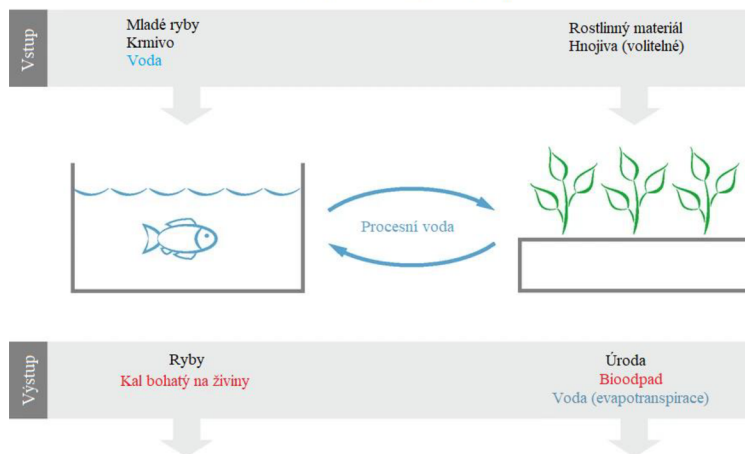 Vstup
Mladé ryby
Krmivo
Voda
Rostlinný materiál
Hnojiva (volitelné)
Procesní voda
Výstup
Ryby
Kal bohatý na živiny
Úroda
Bioodpad
Voda (evapotranspirace)